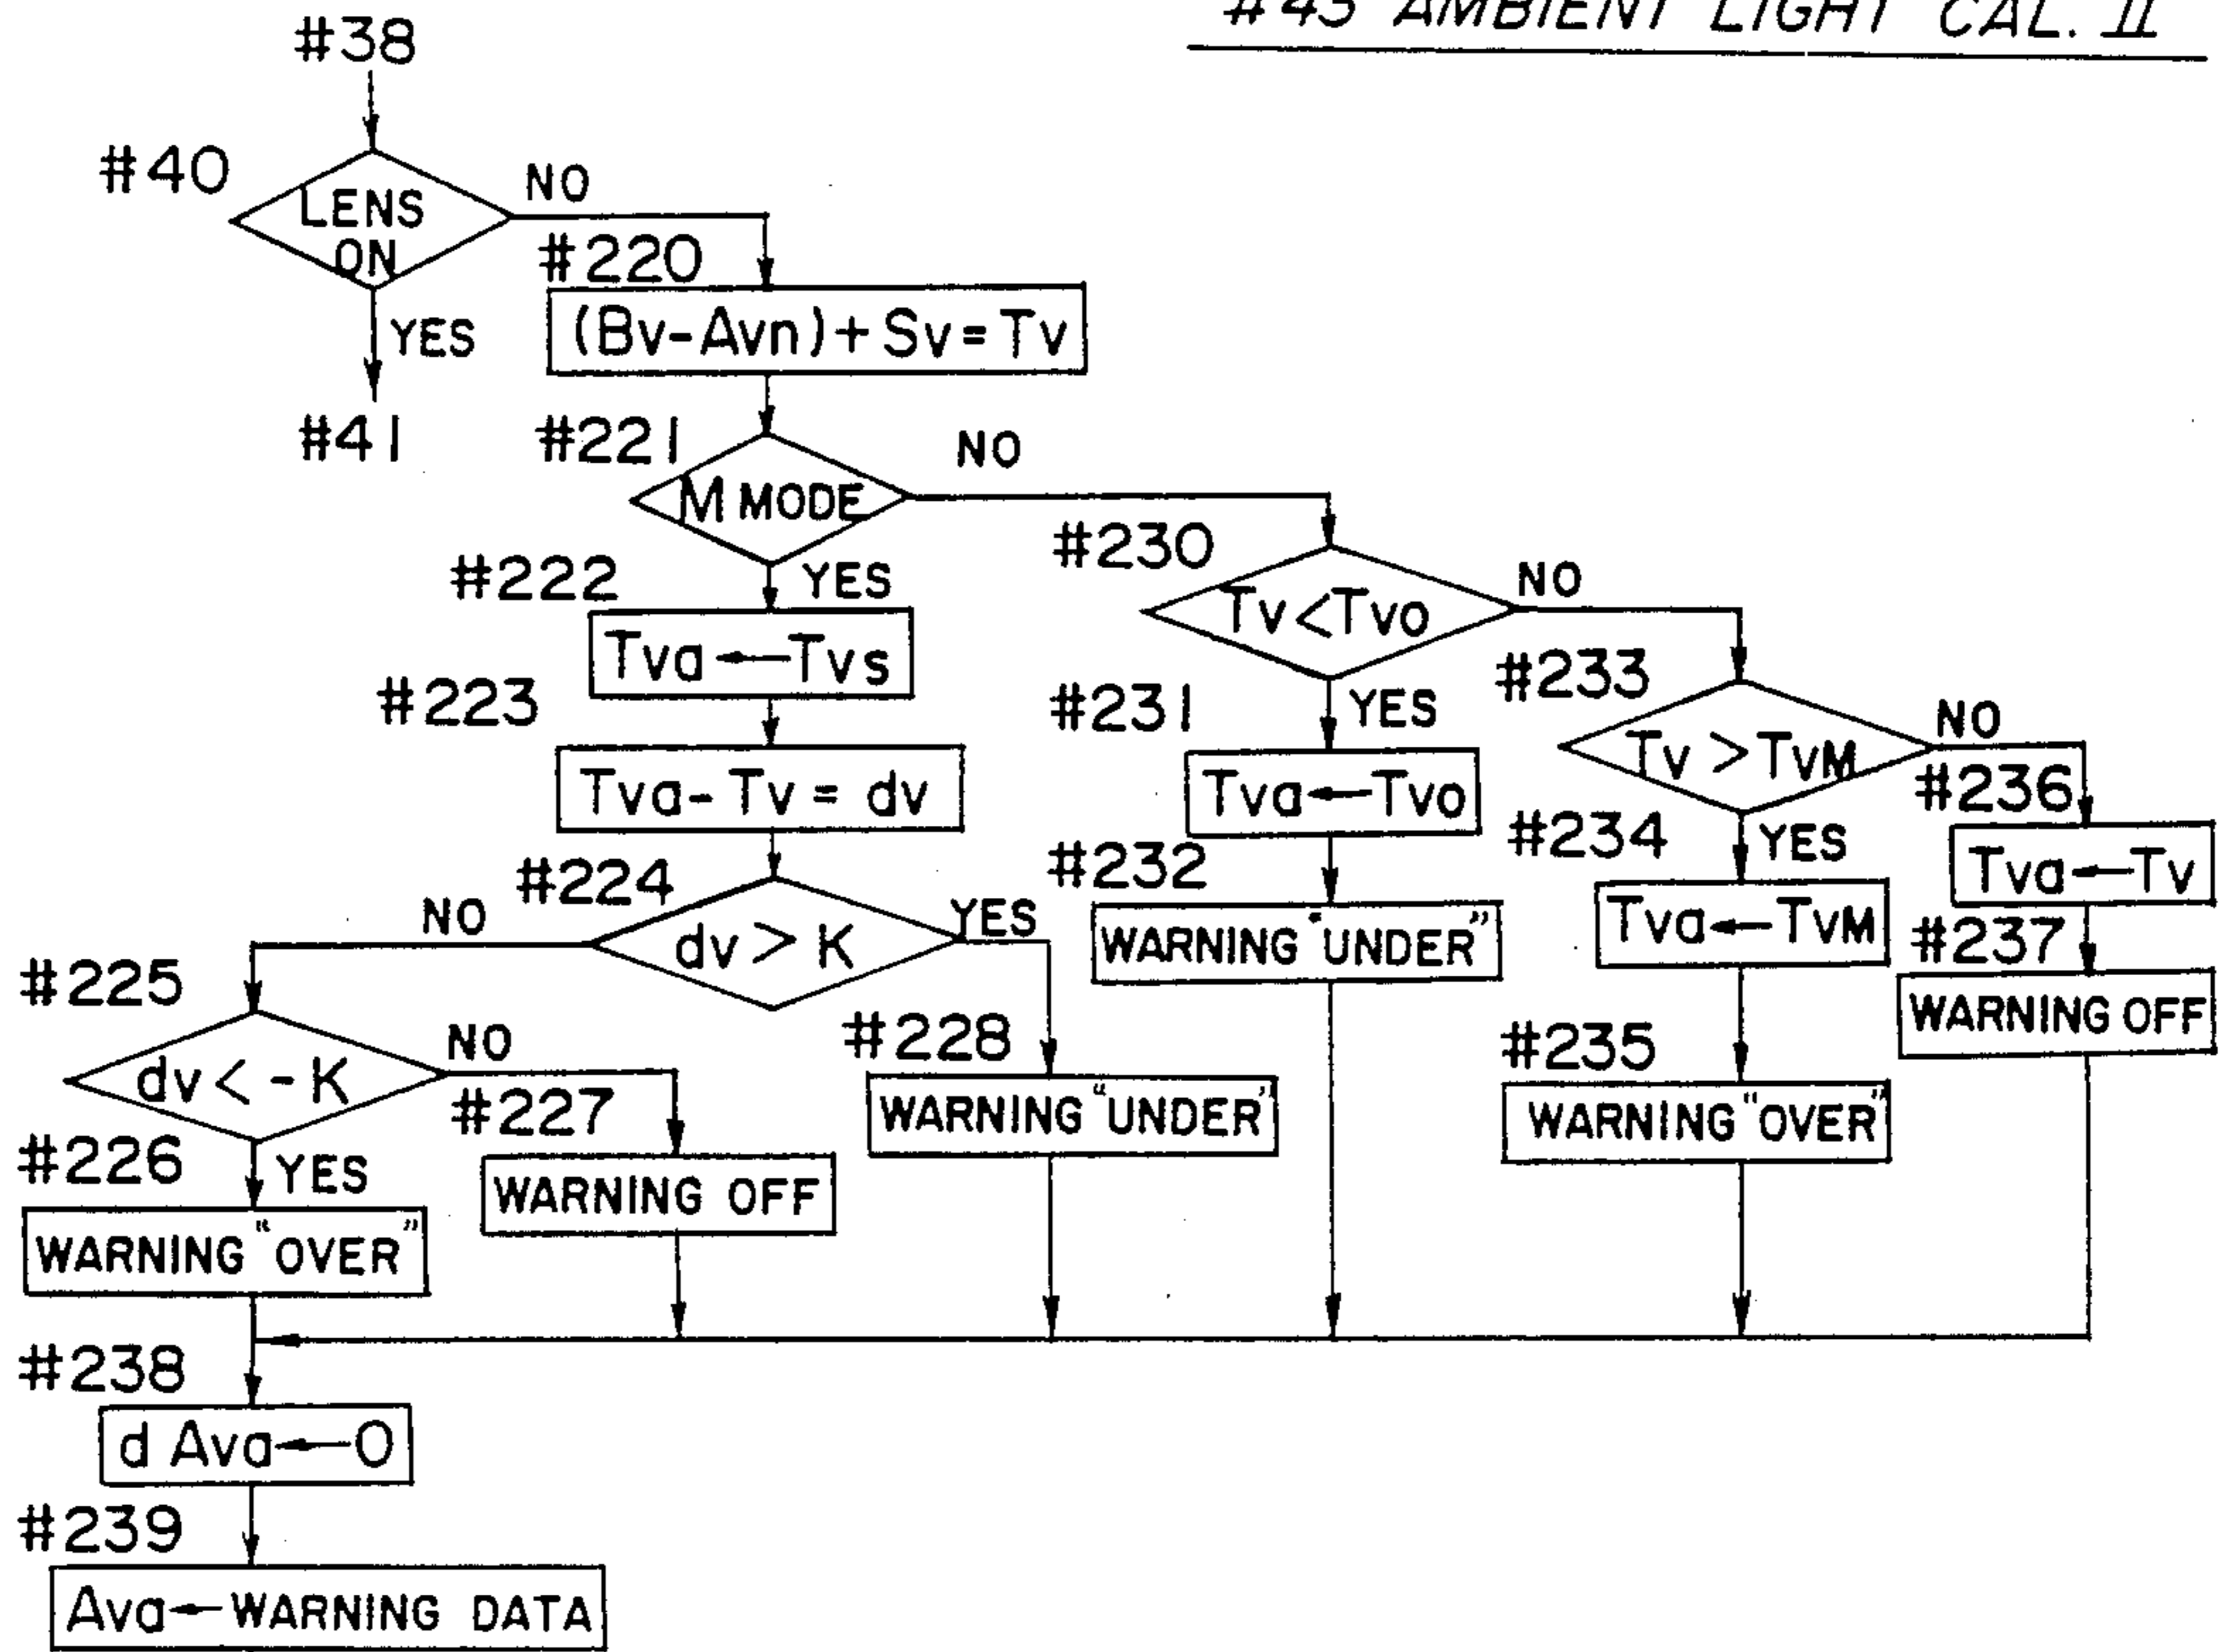 #43 AMBIENT LIGHT CAL. II
#38
#40
LENS
ON
NO
YES
#41
#220
(Bv-Avn)+Sv=Tv
#221
M MODE
NO
YES
#222
Tva←Tvs
#223
Tva-Tv=dv
#224
dv>K
NO
YES
#225
dv<-K
NO
YES
#226
WARNING "OVER"
#227
WARNING OFF
#228
WARNING "UNDER"
#230
Tv<Tvo
NO
YES
#231
Tva←Tvo
#232
WARNING "UNDER"
#233
Tv>TvM
NO
YES
#234
Tva←TvM
#235
WARNING "OVER"
#236
Tva←Tv
#237
WARNING OFF
#238
d Ava←O
#239
Ava←WARNING DATA